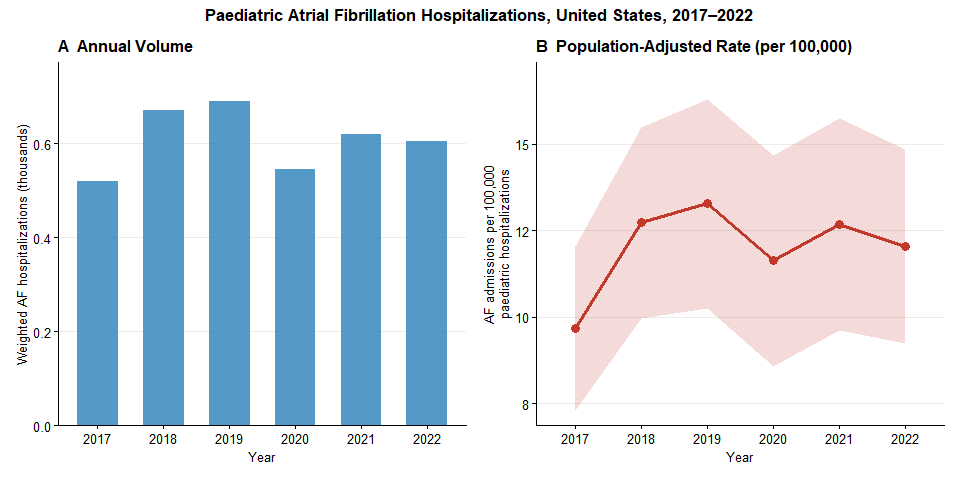 Paediatric Atrial Fibrillation Hospitalizations, United States, 2017–2022
A Annual Volume
Weighted AF hospitalizations (thousands)
0.6
0.4
0.2
0.0
2017 2018 2019 2020 2021 2022
Year
B Population-Adjusted Rate (per 100,000)
AF admissions per 100,000
paediatric hospitalizations
15
12
10
8
2017 2018 2019 2020 2021 2022
Year